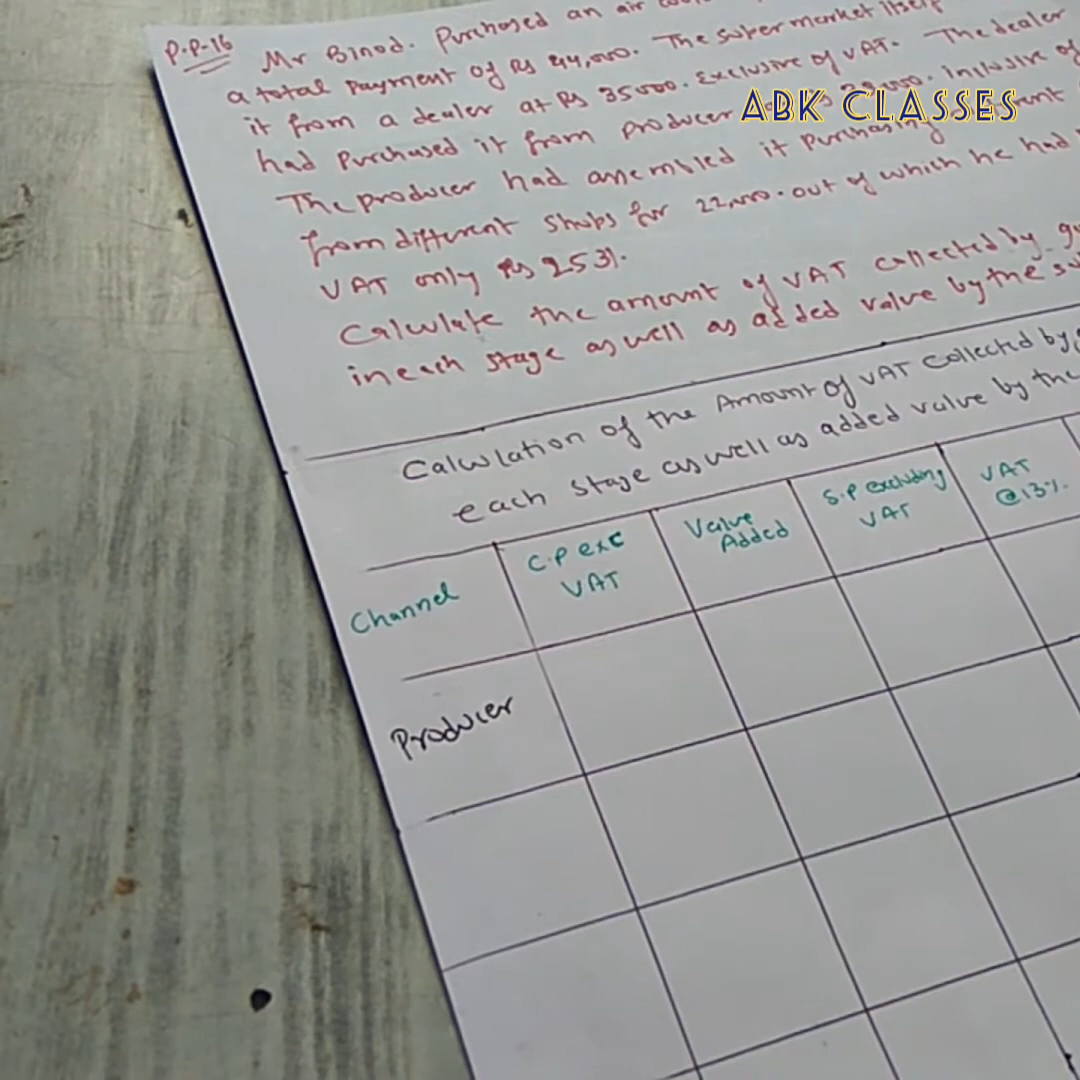 P.P-16
Mr Binod. Purchased an air
a total payment of Rs 44,000. The super market itself
it from a dealer at Rs 35000. Exclusive of VAT. The dealer
had purchased it from producer 000. inclusive of
The producer had assembled it purchasing
from different shops for 22,000. out of which he had
VAT only Rs 2531.
Calculate the amount of VAT collected by
in each stage as well as added value by the
ABK CLASSES
Calculation of the Amount of VAT Collected by
each stage as well as added value by the
Channel
C.P exc VAT
Value Added
S.P excluding VAT
VAT @13%.
Producer